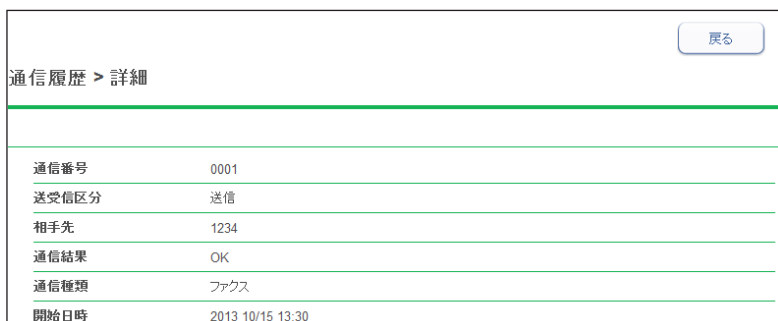 戻る
通信履歴 > 詳細
通信番号 0001
送受信区分 送信
相手先 1234
通信結果 OK
通信種類 ファクス
開始日時 2013 10/15 13:30